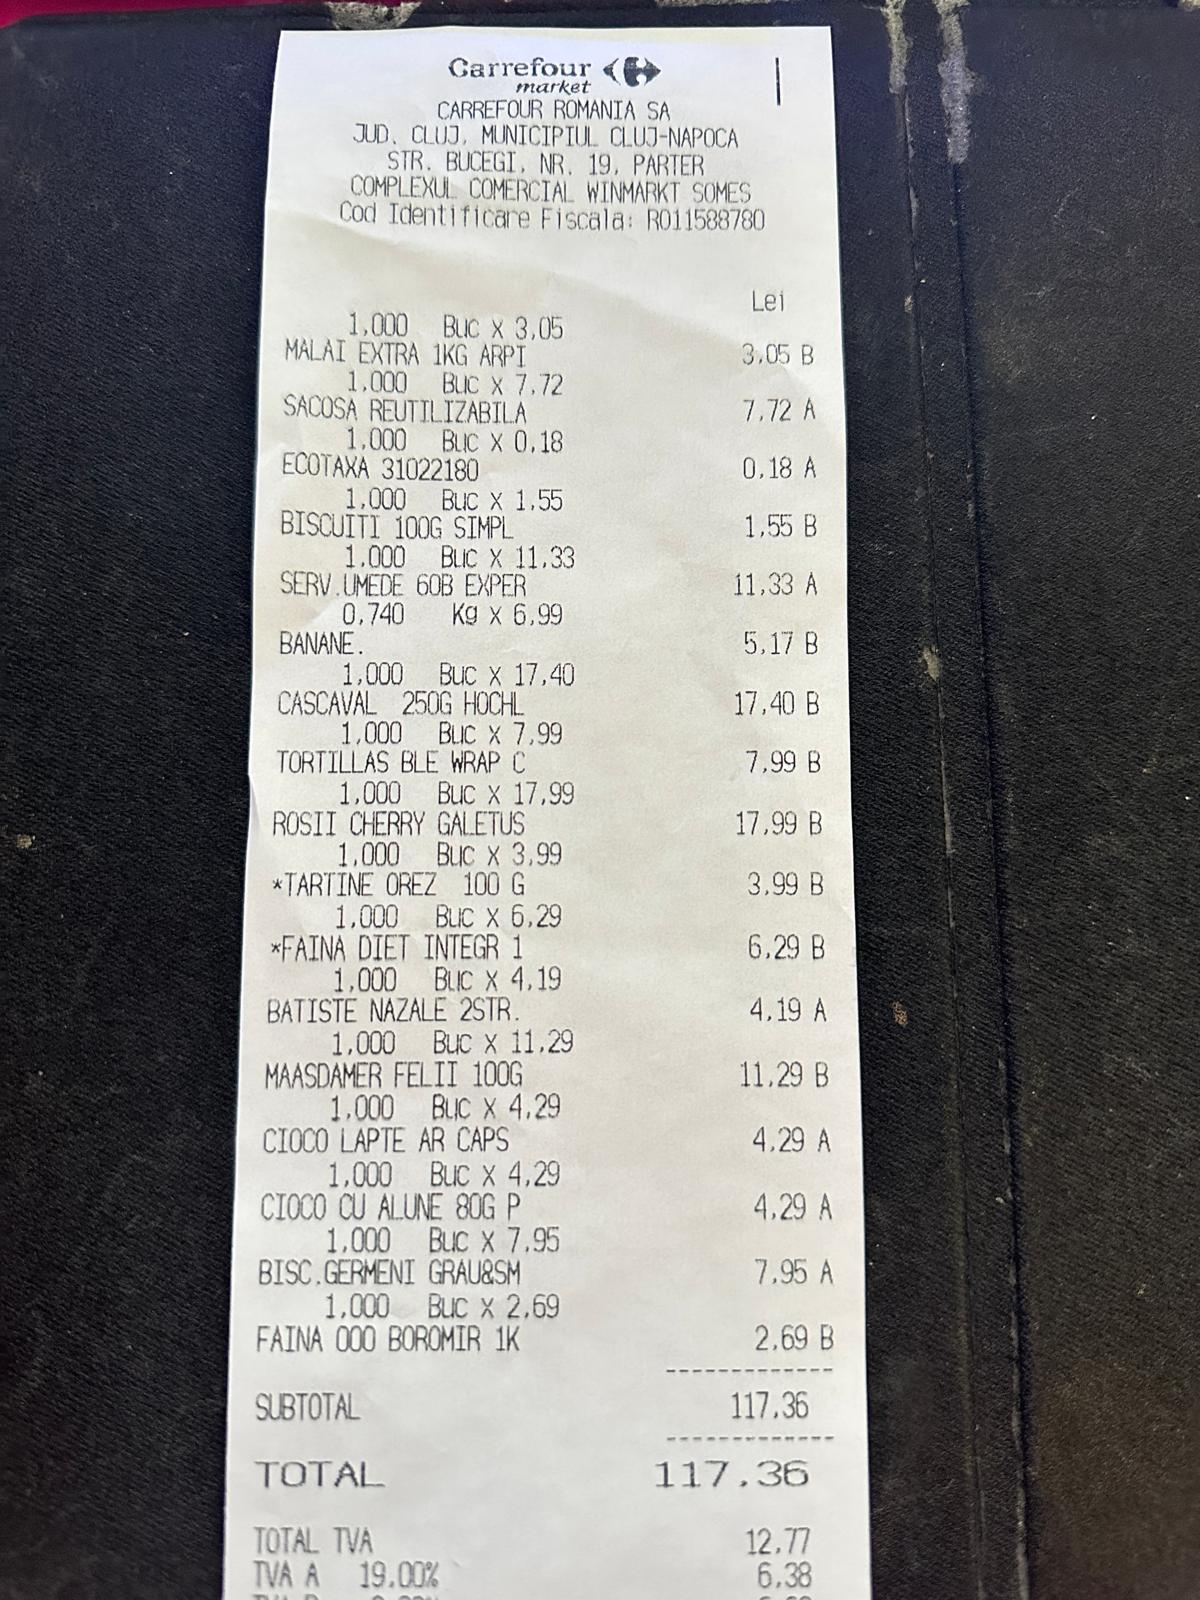 Carrefour
market
CARREFOUR ROMANIA SA
JUD. CLUJ, MUNICIPIUL CLUJ-NAPOCA
STR. BUCEGI, NR. 19, PARTER
COMPLEXUL COMERCIAL WINMARKT SOMES
Cod Identificare Fiscala: RO11588780
Lei
1,000 Buc X 3,05
MALAI EXTRA 1KG ARPI 3,05 B
1,000 Buc X 7,72
SACOSA REUTILIZABILA 7,72 A
1,000 Buc X 0,18
ECOTAXA 31022180 0,18 A
1,000 Buc X 1,55
BISCUITI 100G SIMPL 1,55 B
1,000 Buc X 11,33
SERV.UMEDE 60B EXPER 11,33 A
0,740 Kg X 6,99
BANANE. 5,17 B
1,000 Buc X 17,40
CASCAVAL 250G HOCHL 17,40 B
1,000 Buc X 7,99
TORTILLAS BLE WRAP C 7,99 B
1,000 Buc X 17,99
ROSII CHERRY GALETUS 17,99 B
1,000 Buc X 3,99
*TARTINE OREZ 100 G 3,99 B
1,000 Buc X 6,29
*FAINA DIET INTEGR 1 6,29 B
1,000 Buc X 4,19
BATISTE NAZALE 2STR. 4,19 A
1,000 Buc X 11,29
MAASDAMER FELII 100G 11,29 B
1,000 Buc X 4,29
CIOCO LAPTE AR CAPS 4,29 A
1,000 Buc X 4,29
CIOCO CU ALUNE 80G P 4,29 A
1,000 Buc X 7,95
BISC.GERMENI GRAU&SM 7,95 A
1,000 Buc X 2,69
FAINA 000 BOROMIR 1K 2,69 B
SUBTOTAL 117,36
TOTAL 117,36
TOTAL TVA 12,77
TVA A 19.00% 6,38